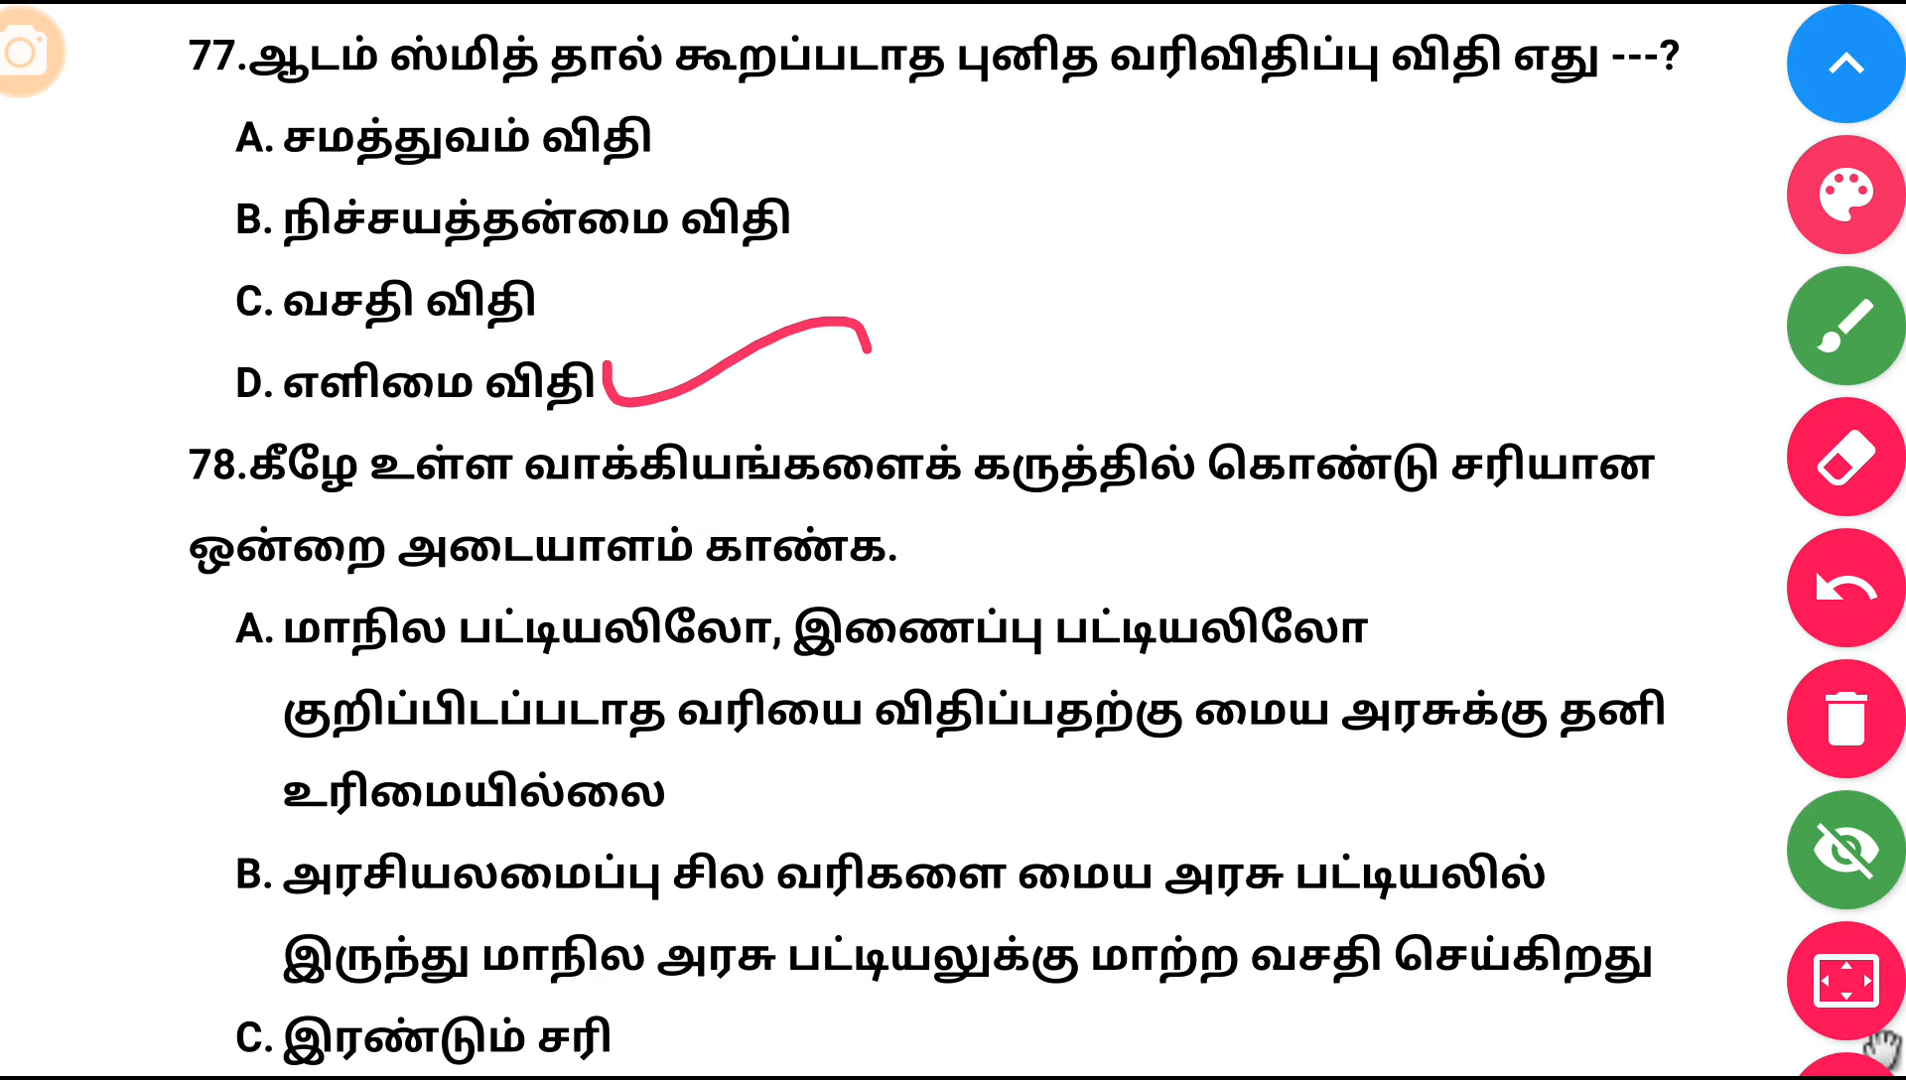 77.ஆடம் ஸ்மித் தால் கூறப்படாத புனித வரிவிதிப்பு விதி எது ---?
A. சமத்துவம் விதி
B. நிச்சயத்தன்மை விதி
C. வசதி விதி
D. எளிமை விதி
78.கீழே உள்ள வாக்கியங்களைக் கருத்தில் கொண்டு சரியான
ஒன்றை அடையாளம் காண்க.
A. மாநில பட்டியலிலோ, இணைப்பு பட்டியலிலோ
குறிப்பிடப்படாத வரியை விதிப்பதற்கு மைய அரசுக்கு தனி
உரிமையில்லை
B. அரசியலமைப்பு சில வரிகளை மைய அரசு பட்டியலில்
இருந்து மாநில அரசு பட்டியலுக்கு மாற்ற வசதி செய்கிறது
C. இரண்டும் சரி